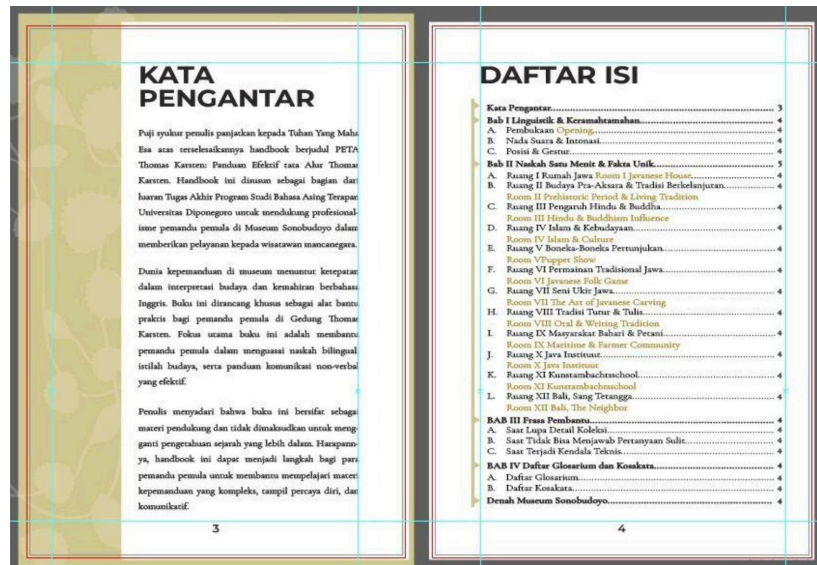 KATA
PENGANTAR
Puji syukur penulis panjatkan kepada Tuhan Yang Maha
Esa atas terselesaikannya handbook berjudul PETA
Thomas Karsten: Panduan Efektif tata Alur Thomas
Karsten. Handbook ini disusun sebagai bagian dari
luaran Tugas Akhir Program Studi Bahasa Asing Terapan
Universitas Diponegoro untuk mendukung profesional-
isme pemandu pemula di Museum Sonobudoyo dalam
memberikan pelayanan kepada wisatawan mancanegara.
Dunia kepemanduan di museum menuntut ketepatan
dalam interpretasi budaya dan kemahiran berbahasa
Inggris. Buku ini dirancang khusus sebagai alat bantu
praktis bagi pemandu pemula di Gedung Thomas
Karsten. Fokus utama buku ini adalah membantu
pemandu pemula dalam menguasai naskah bilingual,
istilah budaya, serta panduan komunikasi non-verbal
yang efektif.
Penulis menyadari bahwa buku ini bersifat sebagai
materi pendukung dan tidak dimaksudkan untuk meng-
ganti pengetahuan sejarah yang lebih dalam. Harapann-
ya, handbook ini dapat menjadi langkah bagi para
pemandu pemula untuk membantu mempelajari materi
kepemanduan yang kompleks, tampil percaya diri, dan
komunikatif.
3
DAFTAR ISI
Kata Pengantar.......... 3
Bab I Linguistik & Keramahtamahan.......... 4
A. Pembukaan Opening.......... 4
B. Nada Suara & Intonasi.......... 4
C. Posisi & Gestur.......... 4
Bab II Naskah Satu Menit & Fakta Unik.......... 5
A. Ruang I Rumah Jawa Room I Javanese House.......... 4
B. Ruang II Budaya Pra-Aksara & Tradisi Berkelanjutan.......... 4
Room II Prehistoric Period & Living Tradition
C. Ruang III Pengaruh Hindu & Buddha.......... 4
Room III Hindu & Buddhism Influence
D. Ruang IV Islam & Kebudayaan.......... 4
Room IV Islam & Culture
E. Ruang V Boneka-Boneka Pertunjukan.......... 4
Room VPupper Show
F. Ruang VI Permainan Tradisional Jawa.......... 4
Room VI Javanese Folk Game
G. Ruang VII Seni Ukir Jawa.......... 4
Room VII The Art of Javanese Carving
H. Ruang VIII Tradisi Tutur & Tulis.......... 4
Room VIII Oral & Writing Tradition
I. Ruang IX Masyarakat Bahari & Petani.......... 4
Room IX Maritime & Farmer Community
J. Ruang X Java Instituut.......... 4
Room X Java Instituut
K. Ruang XI Kunstambachtsschool.......... 4
Room XI Kunstambachtsschool
L. Ruang XII Bali, Sang Tetangga.......... 4
Room XII Bali, The Neighbor
BAB III Frasa Pembantu.......... 4
A. Saat Lupa Detail Koleksi.......... 4
B. Saat Tidak Bisa Menjawab Pertanyaan Sulit.......... 4
C. Saat Terjadi Kendala Teknis.......... 4
BAB IV Daftar Glosarium dan Kosakata.......... 4
A. Daftar Glosarium.......... 4
B. Daftar Kosakata.......... 4
Denah Museum Sonobudoyo.......... 4
4